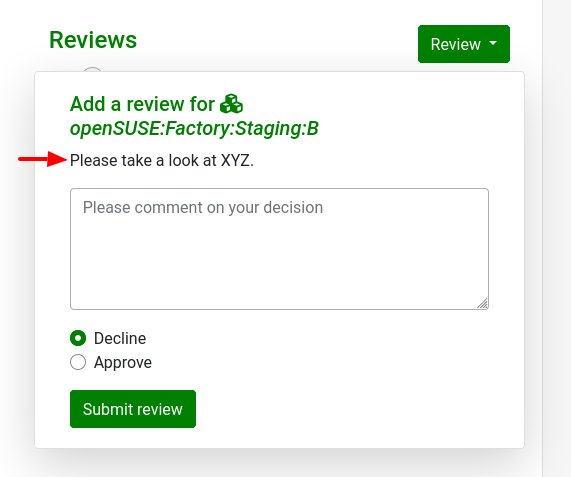 Reviews
Review
Add a review for
openSUSE:Factory:Staging:B
Please take a look at XYZ.
Please comment on your decision
Decline
Approve
Submit review